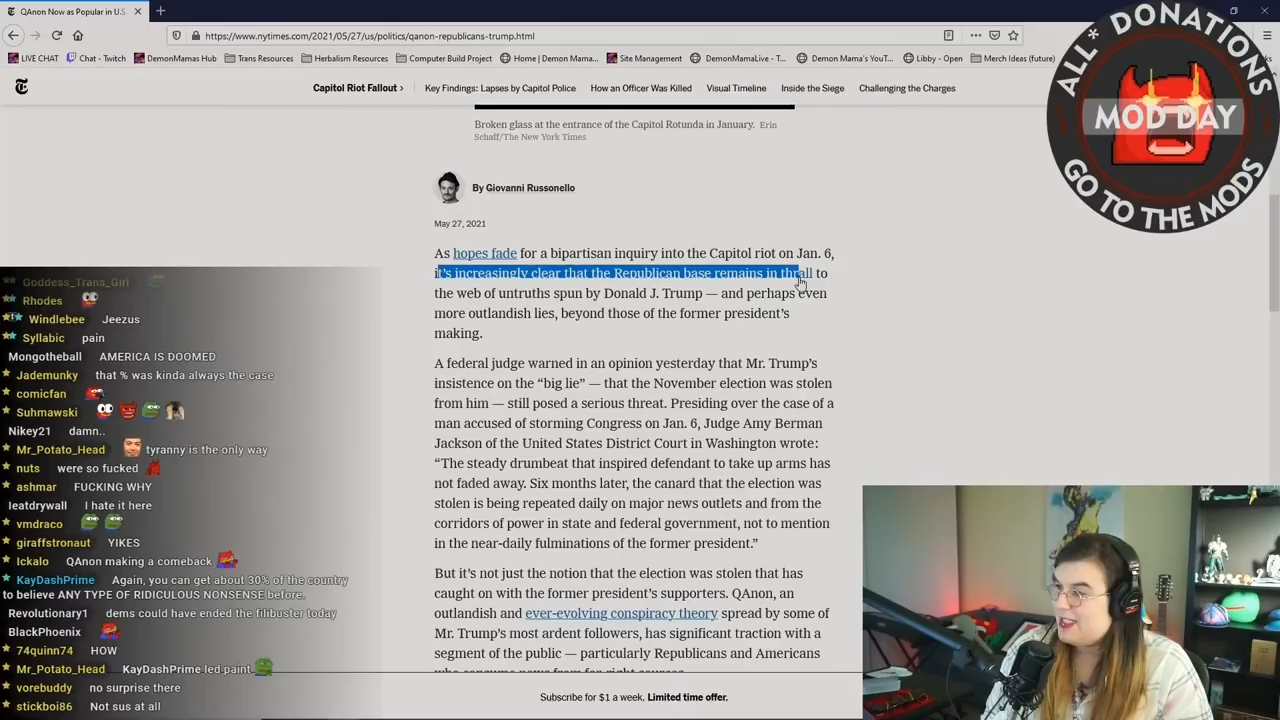 QAnon Now as Popular in U.S.
https://www.nytimes.com/2021/05/27/us/politics/qanon-republicans-trump.html
LIVE CHAT
Chat - Twitch
DemonMamas Hub
Trans Resources
Herbalism Resources
Computer Build Project
Home | Demon Mama...
Site Management
DemonMamaLive - T...
Demon Mama's YouT...
Libby - Open
Merch Ideas (future)
Capitol Riot Fallout ›
Key Findings: Lapses by Capitol Police
How an Officer Was Killed
Visual Timeline
Inside the Siege
Challenging the Charges
ALL* DONATIONS
MOD DAY
GO TO THE MODS
Broken glass at the entrance of the Capitol Rotunda in January. Erin
Schaff/The New York Times
By Giovanni Russonello
May 27, 2021
As hopes fade for a bipartisan inquiry into the Capitol riot on Jan. 6,
it's increasingly clear that the Republican base remains in thrall to
the web of untruths spun by Donald J. Trump — and perhaps even
more outlandish lies, beyond those of the former president's
making.
A federal judge warned in an opinion yesterday that Mr. Trump's
insistence on the “big lie” — that the November election was stolen
from him — still posed a serious threat. Presiding over the case of a
man accused of storming Congress on Jan. 6, Judge Amy Berman
Jackson of the United States District Court in Washington wrote:
“The steady drumbeat that inspired defendant to take up arms has
not faded away. Six months later, the canard that the election was
stolen is being repeated daily on major news outlets and from the
corridors of power in state and federal government, not to mention
in the near-daily fulminations of the former president.”
But it's not just the notion that the election was stolen that has
caught on with the former president's supporters. QAnon, an
outlandish and ever-evolving conspiracy theory spread by some of
Mr. Trump's most ardent followers, has significant traction with a
segment of the public — particularly Republicans and Americans
who consume news from far-right sources.
Subscribe for $1 a week. Limited time offer.
Goddess_Trans_Girl
Rhodes
Windlebee Jeezus
Syllabic pain
Mongotheball AMERICA IS DOOMED
Jademunky that % was kinda always the case
comicfan
Suhmawski
Nikey21 damn..
Mr_Potato_Head tyranny is the only way
nuts were so fucked
ashmar FUCKING WHY
leatdrywall I hate it here
vmdraco
giraffstronaut YIKES
Ickalo QAnon making a comeback
KayDashPrime Again, you can get about 30% of the country
to believe ANY TYPE OF RIDICULOUS NONSENSE before.
Revolutionary1 dems could have ended the filibuster today
BlackPhoenix
74quinn74 HOW
Mr_Potato_Head KayDashPrime led paint
vorebuddy no surprise there
stickboi86 Not sus at all